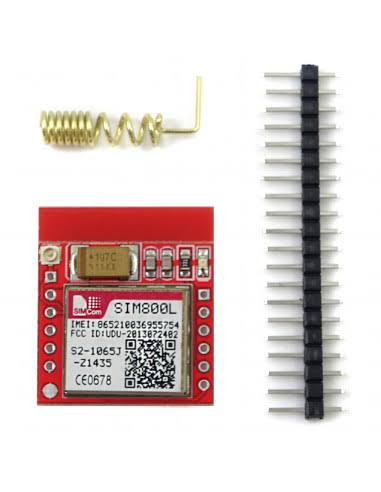 107C
SIMCom
SIM800L
IMEI:865210036955754
FCC ID:UDU-2013072402
S2-1065J
-Z1435
CE0678